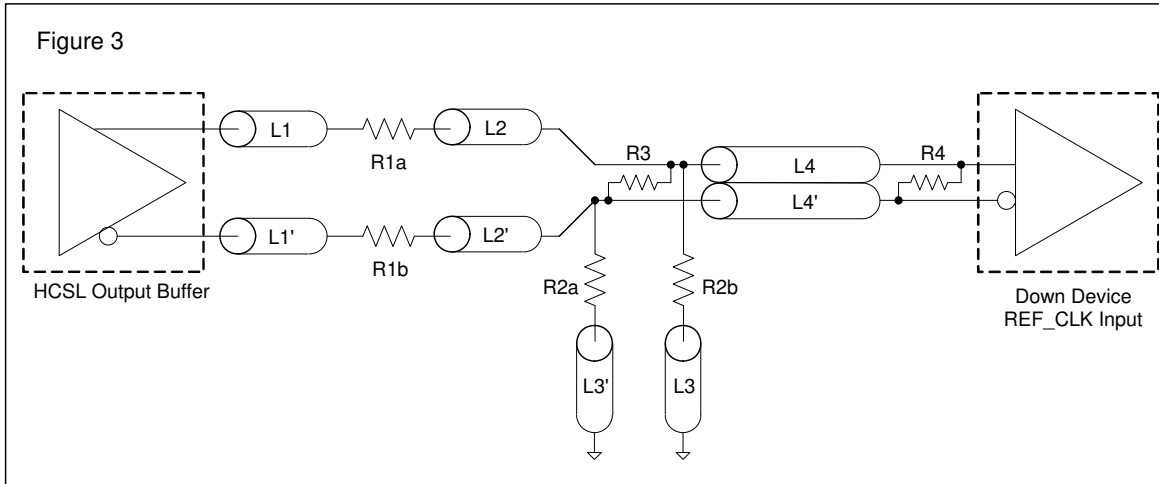 Figure 3
L1
R1a
L2
R3
L4
R4
L4'
L1'
R1b
L2'
R2a
R2b
HCSL Output Buffer
Down Device
REF_CLK Input
L3'
L3